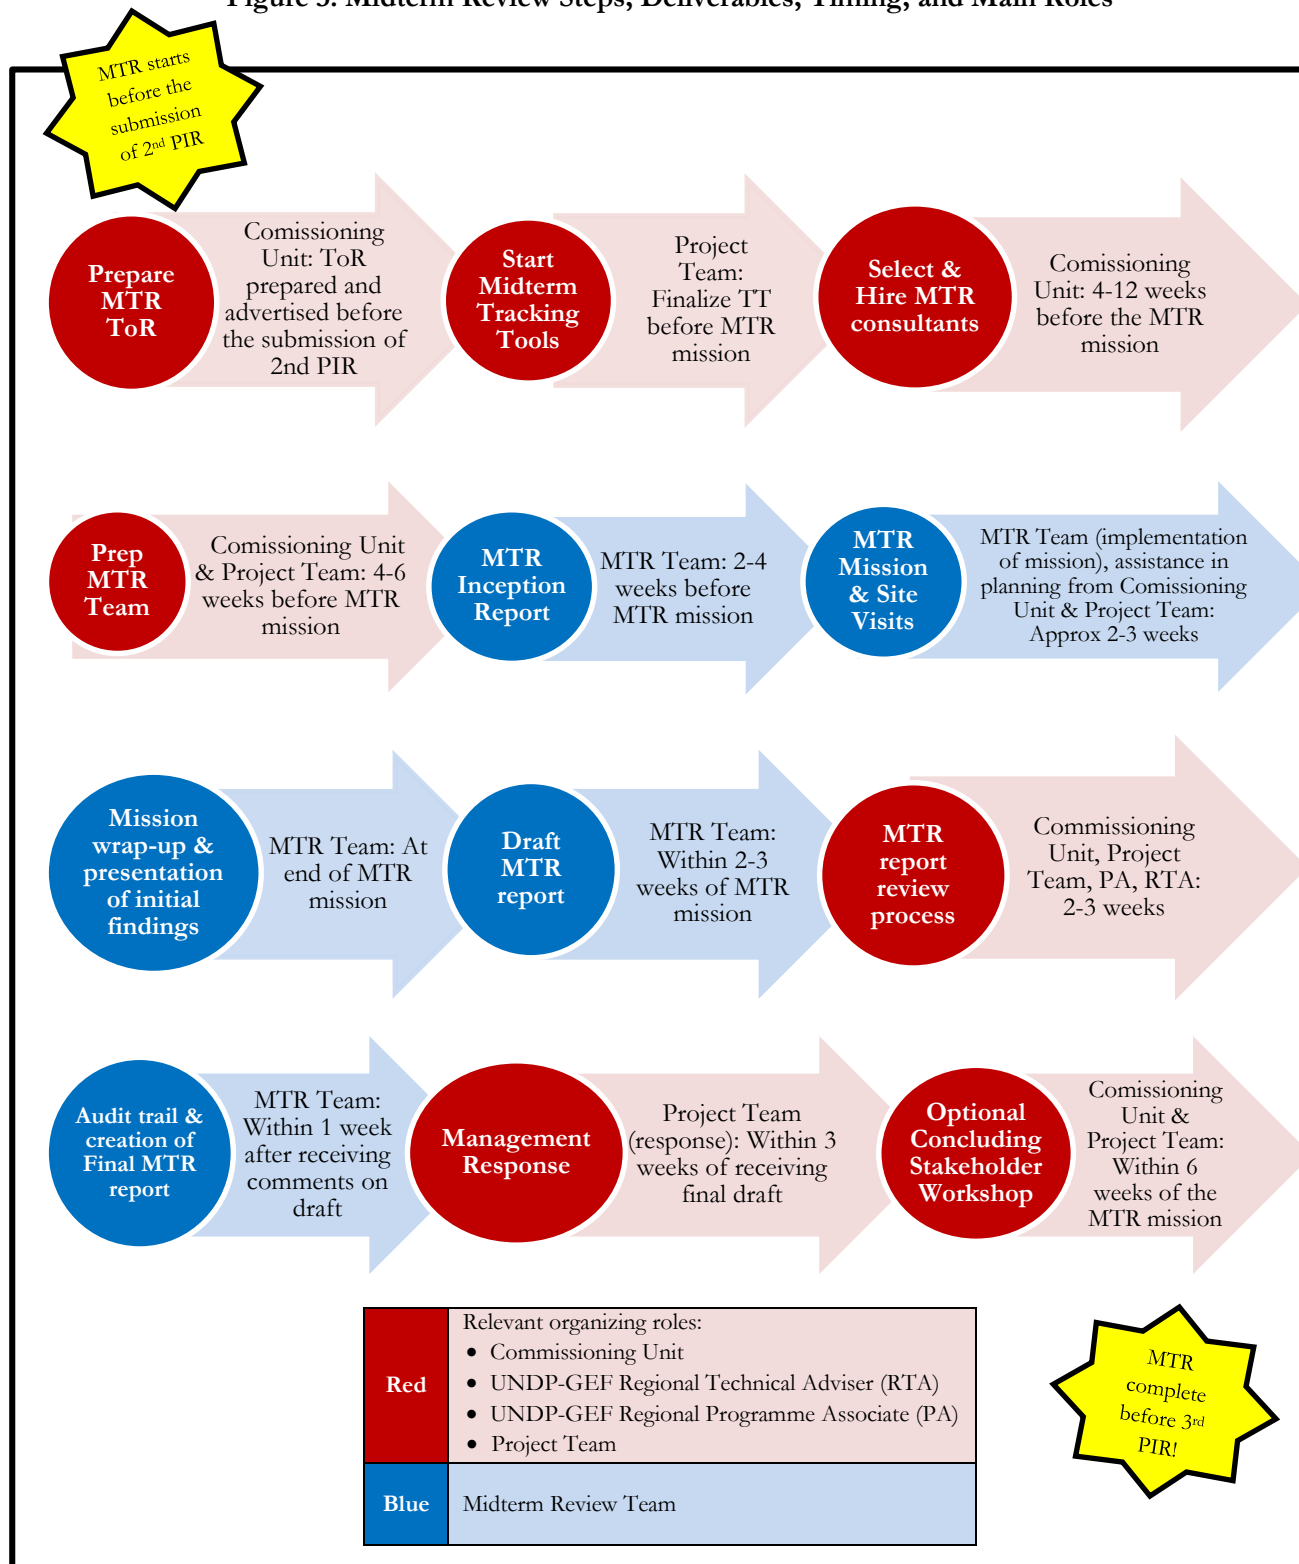 Figure 3. Midterm Review Steps, Deliverables, Timing, and Main Roles
MTR starts
before the
submission
of 2nd PIR
Prepare
MTR
ToR
Comissioning
Unit: ToR
prepared and
advertised before
the submission of
2nd PIR
Start
Midterm
Tracking
Tools
Project
Team:
Finalize TT
before MTR
mission
Select &
Hire MTR
consultants
Comissioning
Unit: 4-12 weeks
before the MTR
mission
Prep
MTR
Team
Comissioning Unit
& Project Team: 4-6
weeks before MTR
mission
MTR
Inception
Report
MTR Team: 2-4
weeks before
MTR mission
MTR
Mission
& Site
Visits
MTR Team (implementation
of mission), assistance in
planning from Comissioning
Unit & Project Team:
Approx 2-3 weeks
Mission
wrap-up &
presentation
of initial
findings
MTR Team: At
end of MTR
mission
Draft
MTR
report
MTR Team:
Within 2-3
weeks of MTR
mission
MTR
report
review
process
Commissioning
Unit, Project
Team, PA, RTA:
2-3 weeks
Audit trail &
creation of
Final MTR
report
MTR Team:
Within 1 week
after receiving
comments on
draft
Management
Response
Project Team
(response): Within 3
weeks of receiving
final draft
Optional
Concluding
Stakeholder
Workshop
Comissioning
Unit &
Project Team:
Within 6
weeks of the
MTR mission
Red
Relevant organizing roles:
• Commissioning Unit
• UNDP-GEF Regional Technical Adviser (RTA)
• UNDP-GEF Regional Programme Associate (PA)
• Project Team
Blue
Midterm Review Team
MTR
complete
before 3rd
PIR!